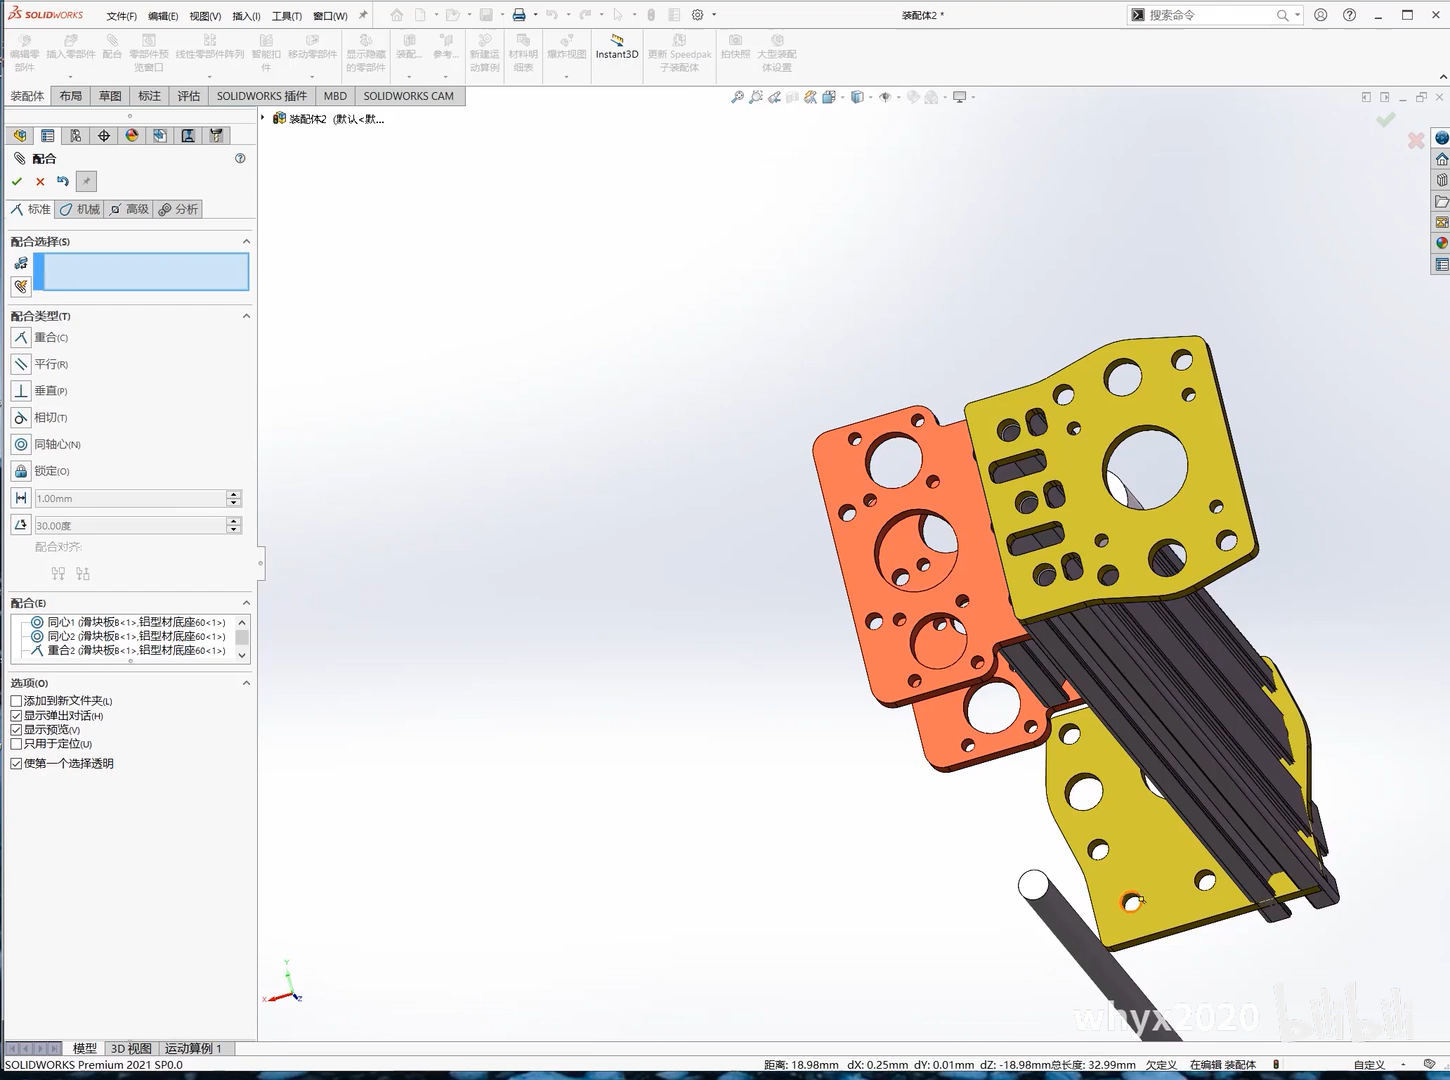 SOLIDWORKS 文件(F) 编辑(E) 视图(V) 插入(I) 工具(T) 窗口(W) 装配体2 * 搜索命令
编辑零部件 插入零部件 配合 零部件预览窗口 线性零部件阵列 智能扣件 移动零部件 显示隐藏的零部件 装配... 参考... 新建运动算例 材料明细表 爆炸视图 Instant3D 更新 Speedpak 子装配体 拍快照 大型装配体设置
装配体 布局 草图 标注 评估 SOLIDWORKS 插件 MBD SOLIDWORKS CAM
装配体2 (默认<默...
配合
标准 机械 高级 分析
配合选择(S)
配合类型(T)
重合(C)
平行(R)
垂直(P)
相切(T)
同轴心(N)
锁定(O)
1.00mm
30.00度
配合对齐:
配合(E)
同心1 (滑块板B<1>,铝型材底座60<1>)
同心2 (滑块板B<1>,铝型材底座60<1>)
重合2 (滑块板B<1>,铝型材底座60<1>)
选项(O)
添加到新文件夹(L)
显示弹出对话(H)
显示预览(V)
只用于定位(U)
使第一个选择透明
Y
X
Z
whyx2020 bilibili
模型 3D 视图 运动算例 1
SOLIDWORKS Premium 2021 SP0.0 距离: 18.98mm dX: 0.25mm dY: 0.01mm dZ: -18.98mm总长度: 32.99mm 欠定义 在编辑 装配体 自定义